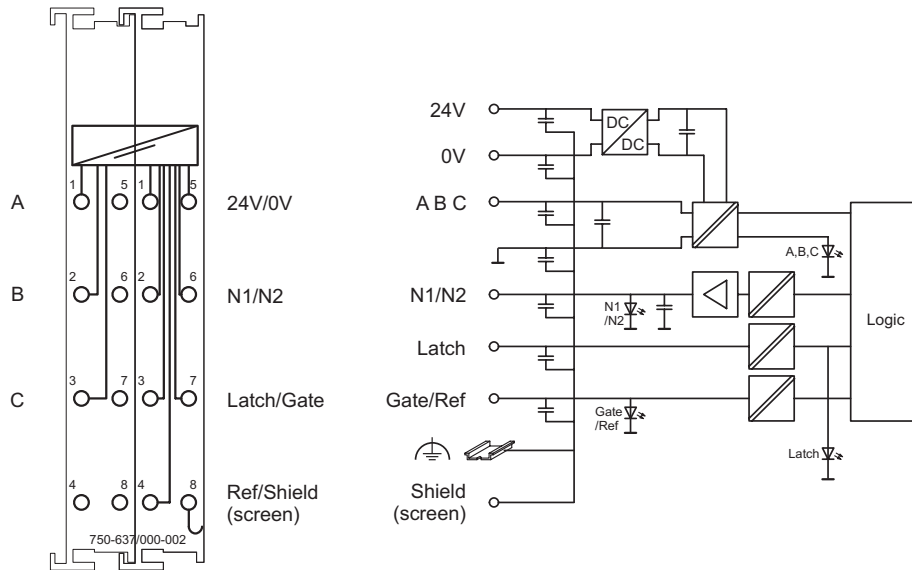 1 5 1 5
A
24V/0V
2 6 2 6
B
N1/N2
3 7 3 7
C
Latch/Gate
4 8 4 8
Ref/Shield
(screen)
750-637/000-002
24V
DC
DC
0V
A B C
A,B,C
N1/N2
N1
/N2
Logic
Latch
Gate/Ref
Gate
/Ref
Latch
Shield
(screen)